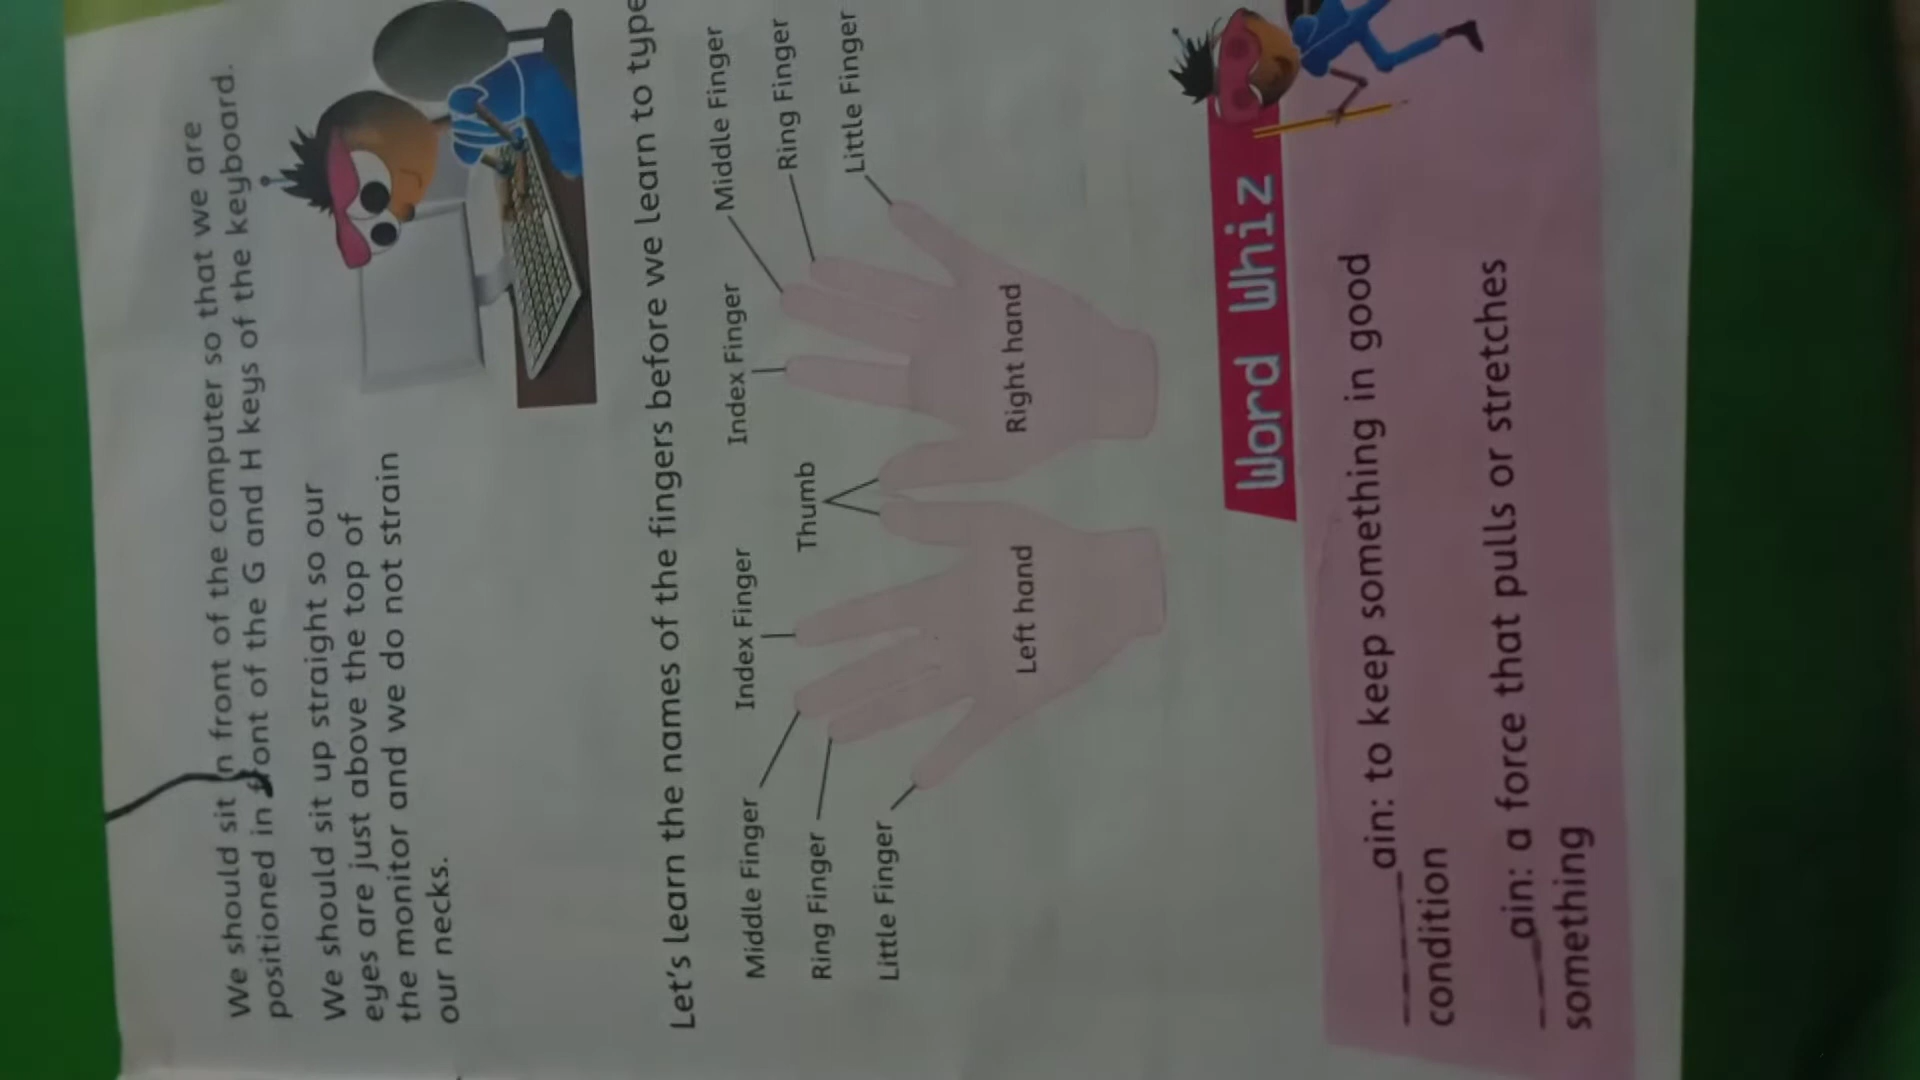 We should sit in front of the computer so that we are
positioned in front of the G and H keys of the keyboard.
We should sit up straight so our
eyes are just above the top of
the monitor and we do not strain
our necks.
Let's learn the names of the fingers before we learn to type
Middle Finger
Ring Finger
Little Finger
Index Finger
Thumb
Index Finger
Middle Finger
Ring Finger
Little Finger
Left hand
Right hand
Word Whiz
____ain: to keep something in good
condition
___ain: a force that pulls or stretches
something